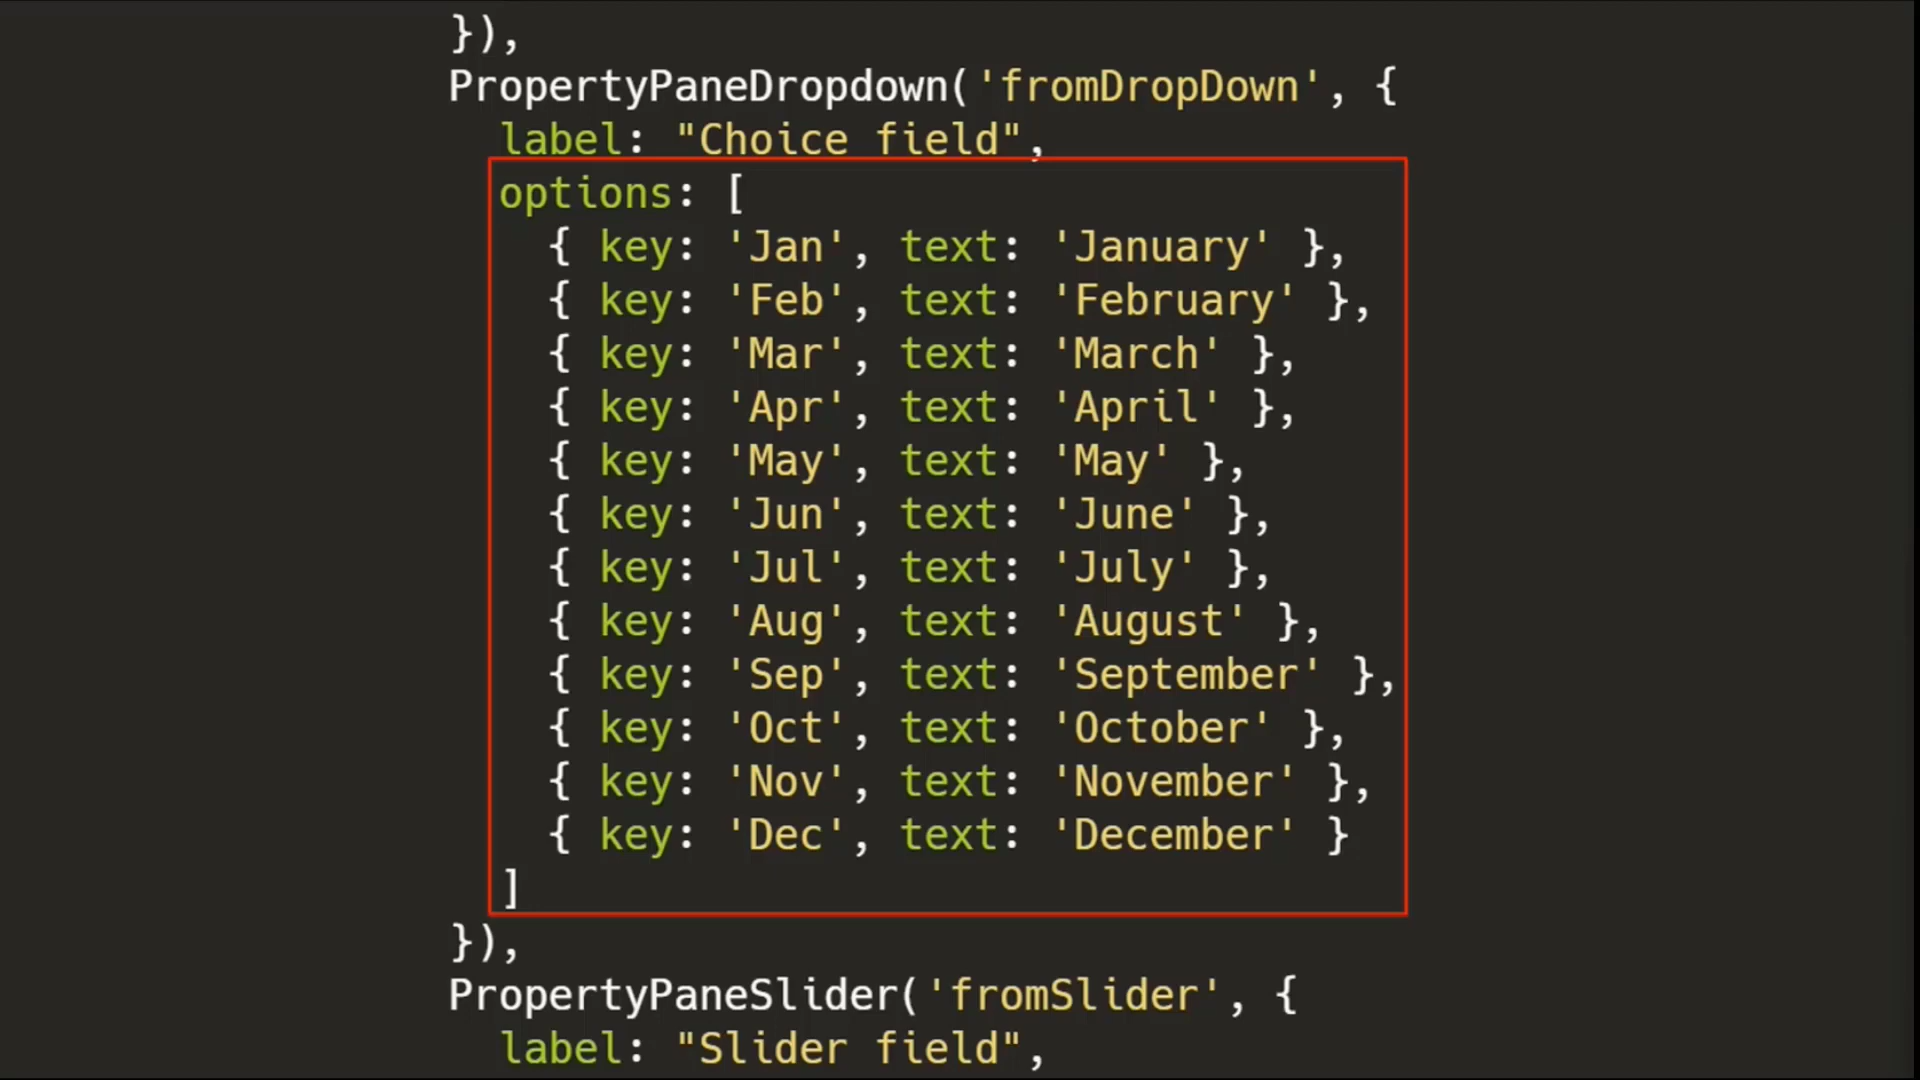 }),
PropertyPaneDropdown('fromDropDown', {
label: "Choice field",
options: [
{ key: 'Jan', text: 'January' },
{ key: 'Feb', text: 'February' },
{ key: 'Mar', text: 'March' },
{ key: 'Apr', text: 'April' },
{ key: 'May', text: 'May' },
{ key: 'Jun', text: 'June' },
{ key: 'Jul', text: 'July' },
{ key: 'Aug', text: 'August' },
{ key: 'Sep', text: 'September' },
{ key: 'Oct', text: 'October' },
{ key: 'Nov', text: 'November' },
{ key: 'Dec', text: 'December' }
]
}),
PropertyPaneSlider('fromSlider', {
label: "Slider field",